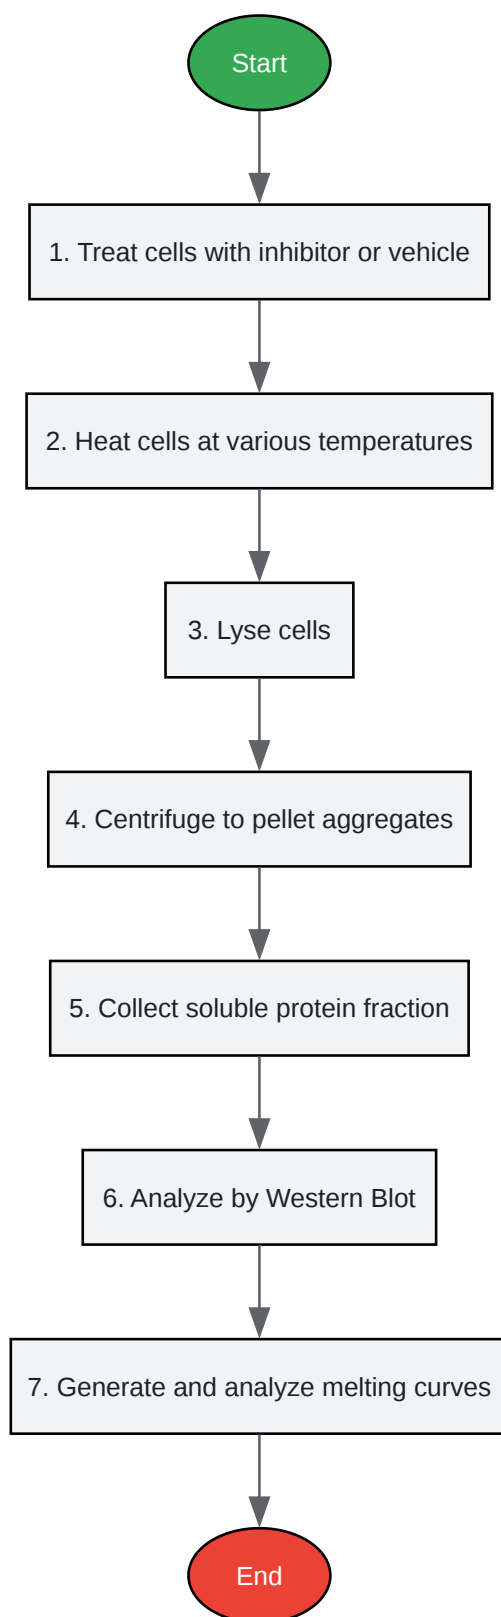 Start
1. Treat cells with inhibitor or vehicle
2. Heat cells at various temperatures
3. Lyse cells
4. Centrifuge to pellet aggregates
5. Collect soluble protein fraction
6. Analyze by Western Blot
7. Generate and analyze melting curves
End